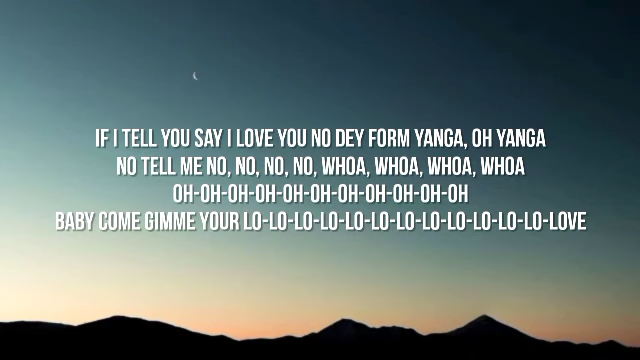 IF I TELL YOU SAY I LOVE YOU NO DEY FORM YANGA, OH YANGA
NO TELL ME NO, NO, NO, NO, WHOA, WHOA, WHOA, WHOA
OH-OH-OH-OH-OH-OH-OH-OH-OH-OH-OH
BABY COME GIMME YOUR LO-LO-LO-LO-LO-LO-LO-LO-LO-LO-LO-LO-LOVE